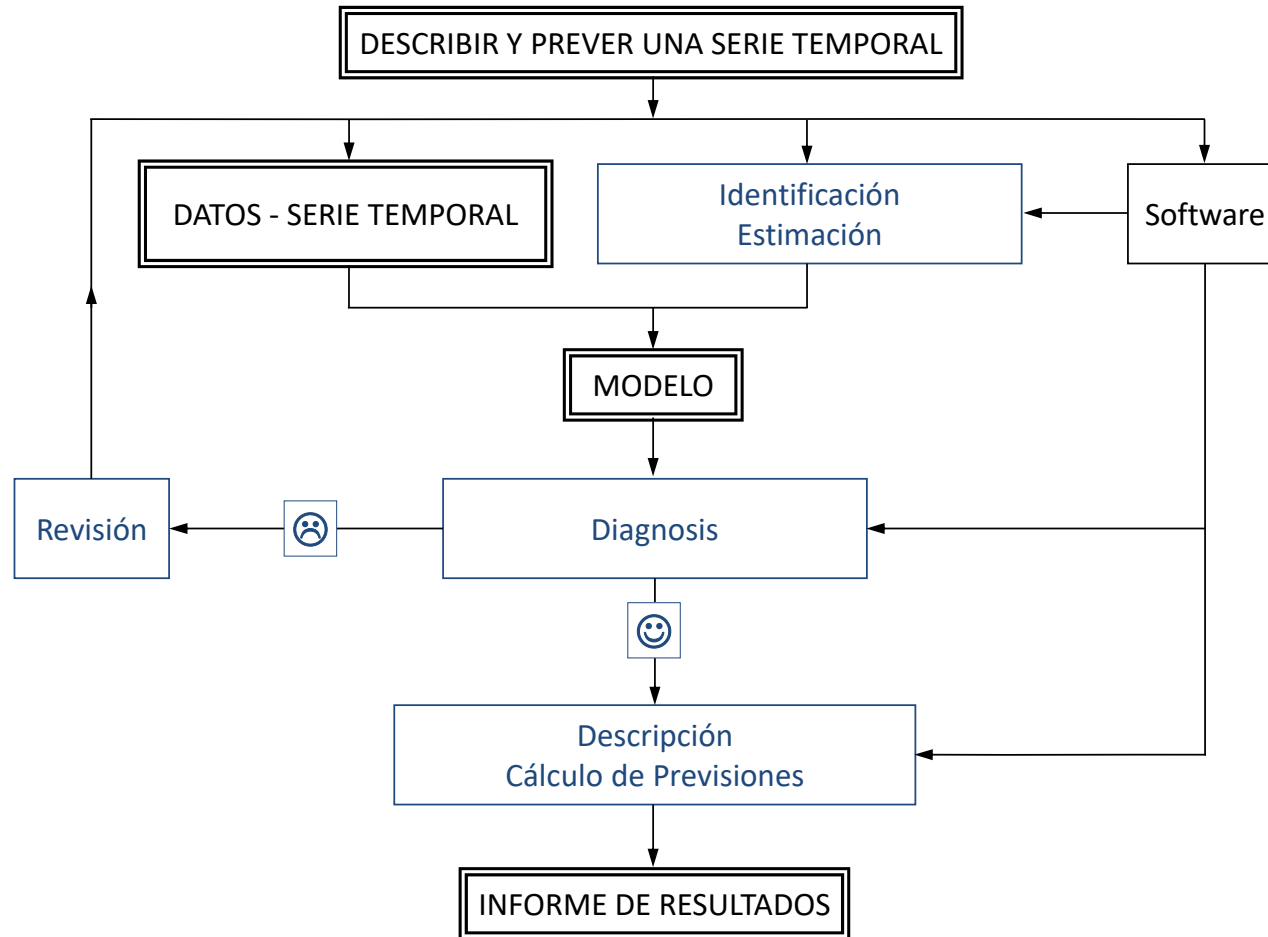 DESCRIBIR Y PREVER UNA SERIE TEMPORAL
DATOS - SERIE TEMPORAL
Identificación
Estimación
Software
MODELO
Revisión
Diagnosis
Descripción
Cálculo de Previsiones
INFORME DE RESULTADOS